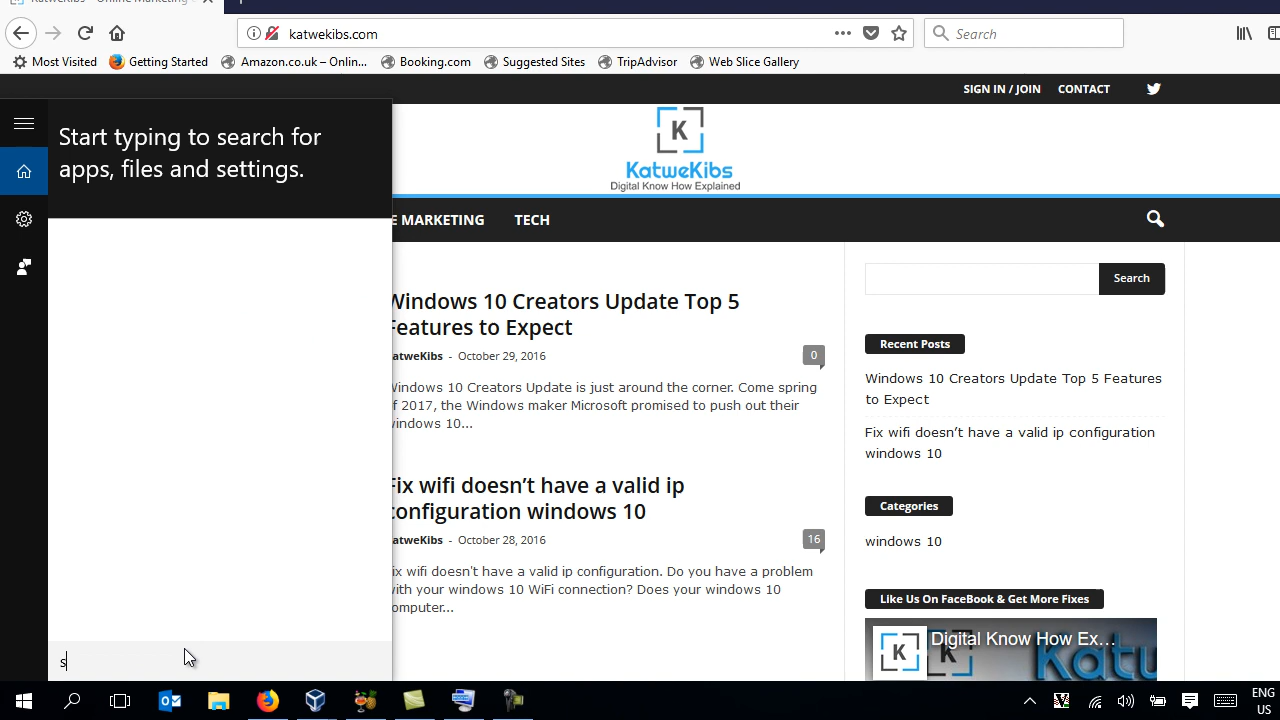 KatweKibs - Online Marketing
katwekibs.com
Search
Most Visited
Getting Started
Amazon.co.uk – Onlin...
Booking.com
Suggested Sites
TripAdvisor
Web Slice Gallery
SIGN IN / JOIN
CONTACT
Start typing to search for
apps, files and settings.
K
KatweKibs
Digital Know How Explained
E MARKETING
TECH
Search
Windows 10 Creators Update Top 5
Features to Expect
atweKibs - October 29, 2016
0
Windows 10 Creators Update is just around the corner. Come spring
f 2017, the Windows maker Microsoft promised to push out their
windows 10...
Fix wifi doesn’t have a valid ip
configuration windows 10
atweKibs - October 28, 2016
16
ix wifi doesn't have a valid ip configuration. Do you have a problem
with your windows 10 WiFi connection? Does your windows 10
omputer...
Recent Posts
Windows 10 Creators Update Top 5 Features
to Expect
Fix wifi doesn’t have a valid ip configuration
windows 10
Categories
windows 10
Like Us On FaceBook & Get More Fixes
K
Digital Know How Ex...
s
ENG
US